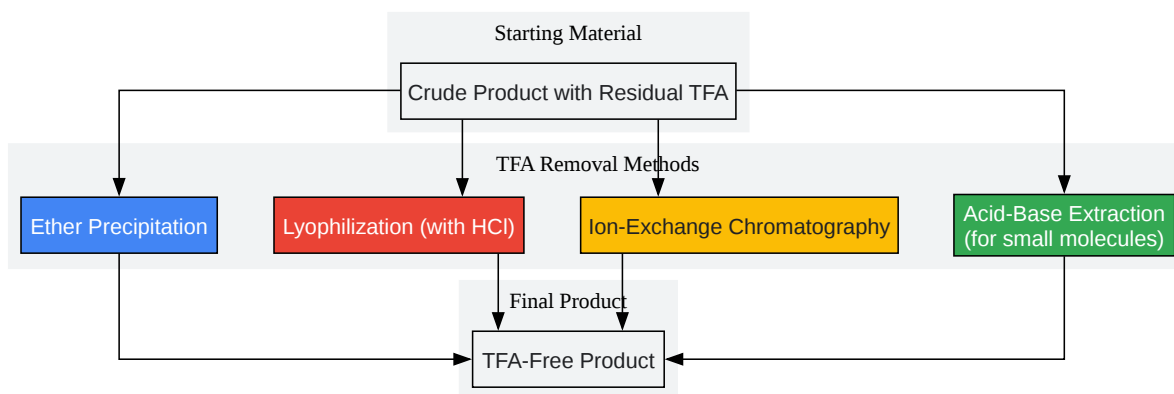 Starting Material
Crude Product with Residual TFA
TFA Removal Methods
Ether Precipitation
Lyophilization (with HCl)
Ion-Exchange Chromatography
Acid-Base Extraction
(for small molecules)
Final Product
TFA-Free Product